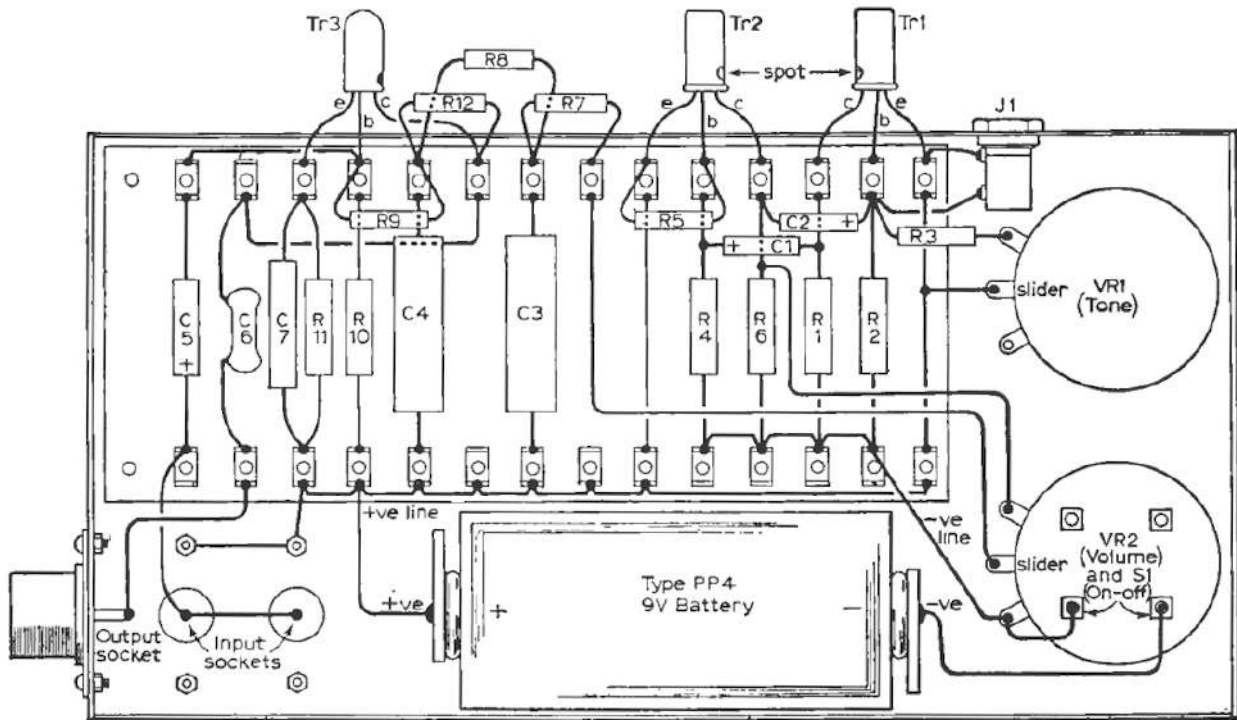 Tr3
Tr2
Tr1
R8
spot
R12
R7
e
c
b
e
c
b
c
e
b
J1
R9
R5
C2 +
R3
+ C1
VR1
(Tone)
slider
C5 +
C6
C7
R11
R10
C4
C3
R4
R6
R1
R2
+ve line
-ve line
VR2
(Volume)
and S1
(On-off)
slider
Type PP4
9V Battery
+
-
+ve
-ve
Output
socket
Input
sockets